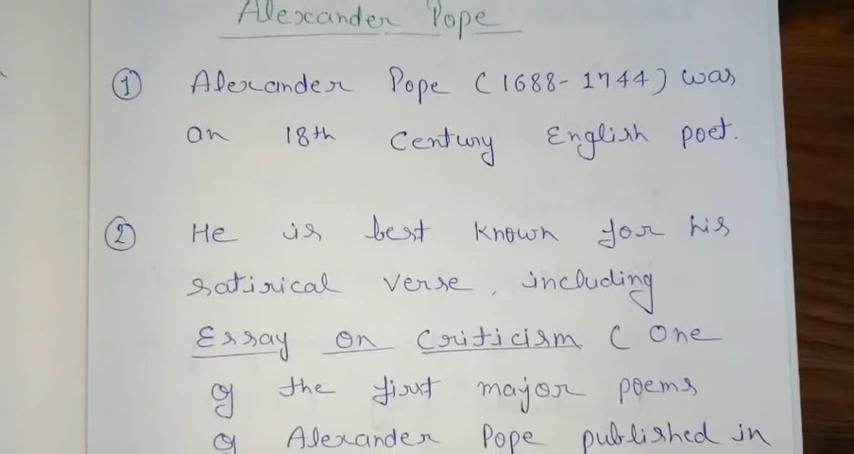 Alexander Pope
① Alexander Pope (1688-1744) was
an 18th Century English poet.
② He is best known for his
satirical verse, including
Essay on Criticism ( One
of the first major poems
of Alexander Pope published in